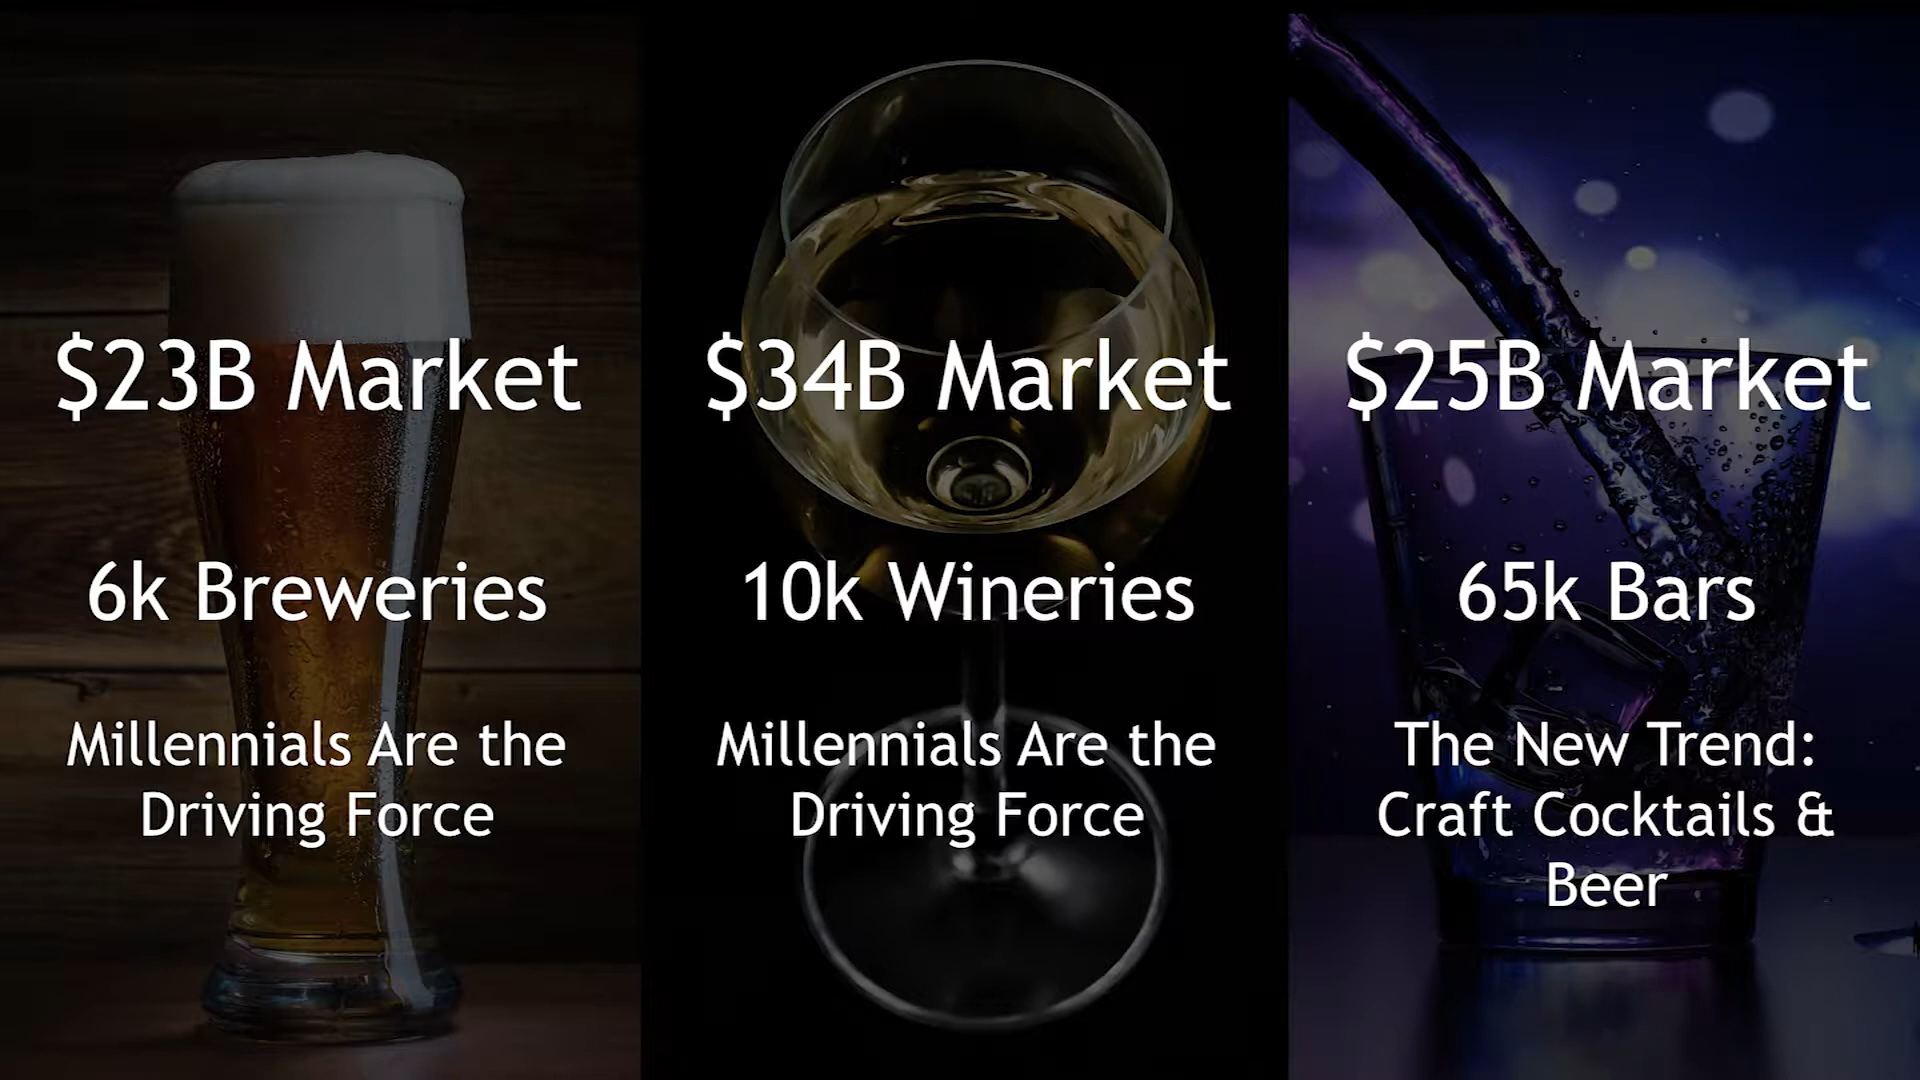 $23B Market
6k Breweries
Millennials Are the
Driving Force
$34B Market
10k Wineries
Millennials Are the
Driving Force
$25B Market
65k Bars
The New Trend:
Craft Cocktails &
Beer